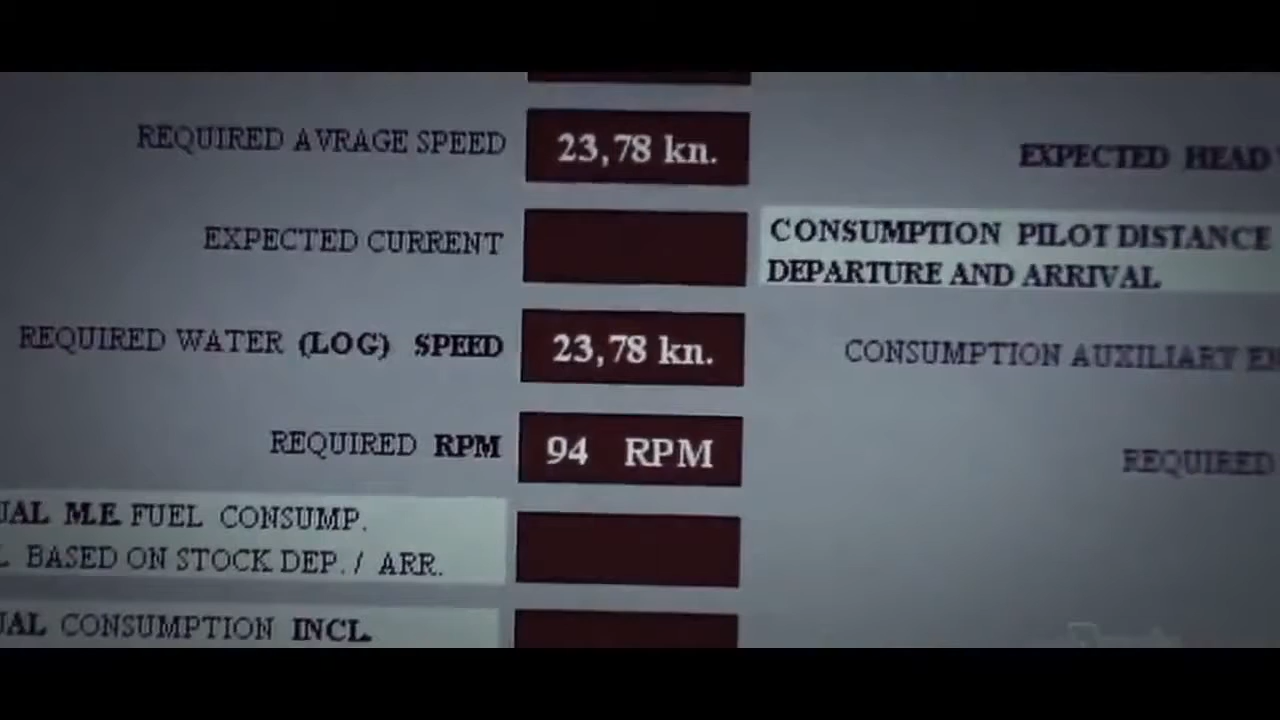 REQUIRED AVRAGE SPEED
23,78 kn.
EXPECTED HEAD
EXPECTED CURRENT
CONSUMPTION PILOT DISTANCE
DEPARTURE AND ARRIVAL
REQUIRED WATER (LOG) SPEED
23,78 kn.
CONSUMPTION AUXILIARY
REQUIRED RPM
94 RPM
REQUIRED
M.E. FUEL CONSUMP.
BASED ON STOCK DEP. / ARR.
CONSUMPTION INCL.